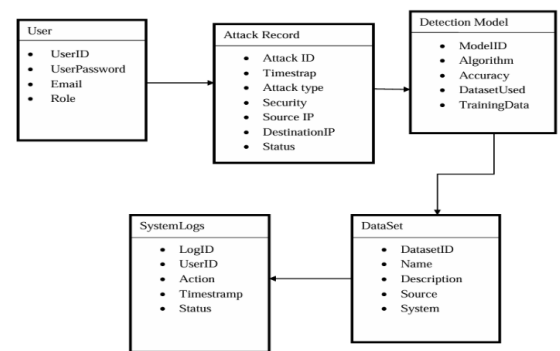 User
• UserID
• UserPassword
• Email
• Role
Attack Record
• Attack ID
• Timestrap
• Attack type
• Security
• Source IP
• DestinationIP
• Status
Detection Model
• ModelID
• Algorithm
• Accuracy
• DatasetUsed
• TrainingData
SystemLogs
• LogID
• UserID
• Action
• Timestramp
• Status
DataSet
• DatasetID
• Name
• Description
• Source
• System